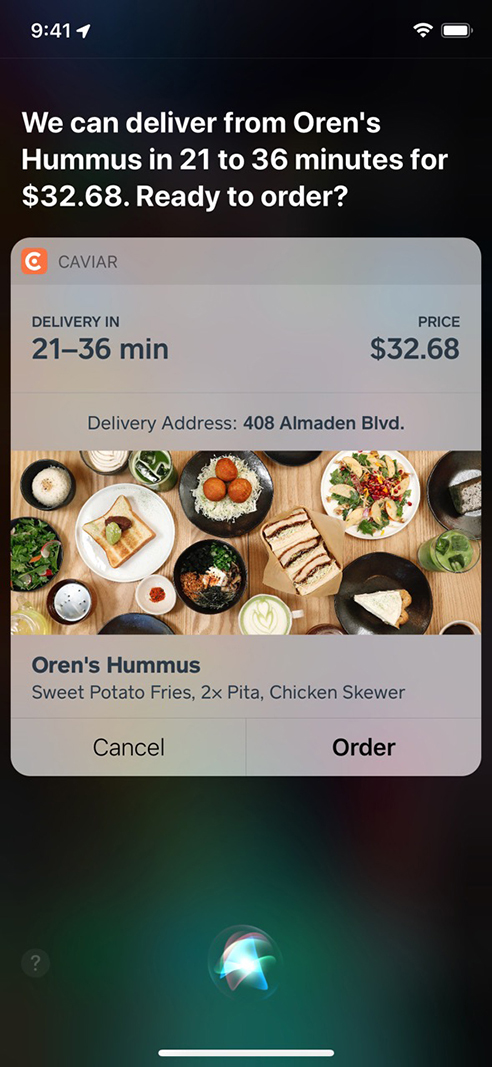 9:41
We can deliver from Oren's
Hummus in 21 to 36 minutes for
$32.68. Ready to order?
CAVIAR
DELIVERY IN
PRICE
21–36 min
$32.68
Delivery Address: 408 Almaden Blvd.
Oren's Hummus
Sweet Potato Fries, 2x Pita, Chicken Skewer
Cancel
Order
?